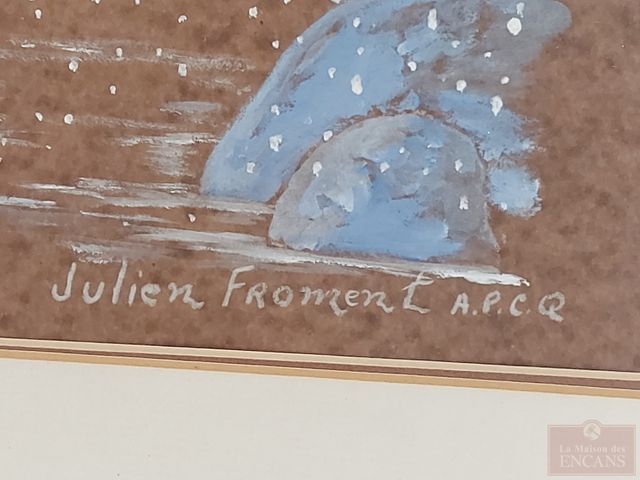 Julien Froment A.P.C.Q
La Maison des
ENCANS